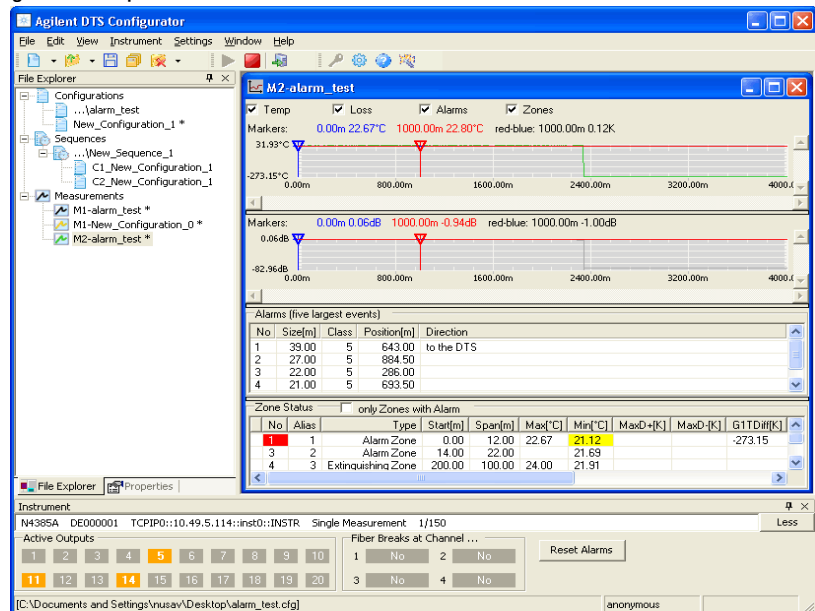 Agilent DTS Configurator
File Edit View Instrument Settings Window Help
File Explorer
Configurations
...\alarm_test
New_Configuration_1 *
Sequences
...\New_Sequence_1
C1_New_Configuration_1
C2_New_Configuration_1
Measurements
M1-alarm_test *
M1-New_Configuration_0 *
M2-alarm_test *
File Explorer Properties
M2-alarm_test
Temp Loss Alarms Zones
Markers: 0.00m 22.67°C 1000.00m 22.80°C red-blue: 1000.00m 0.12K
31.93°C
-273.15°C
0.00m 800.00m 1600.00m 2400.00m 3200.00m 4000.(
Markers: 0.00m 0.06dB 1000.00m -0.94dB red-blue: 1000.00m -1.00dB
0.06dB
-82.96dB
0.00m 800.00m 1600.00m 2400.00m 3200.00m 4000.(
Alarms (five largest events)
No Size[m] Class Position[m] Direction
1 39.00 5 643.00 to the DTS
2 27.00 5 884.50
3 22.00 5 286.00
4 21.00 5 693.50
Zone Status only Zones with Alarm
No Alias Type Start[m] Span[m] Max[°C] Min[°C] MaxD+[K] MaxD-[K] G1TDiff[K]
1 1 Alarm Zone 0.00 12.00 22.67 21.12 -273.15
3 2 Alarm Zone 14.00 22.00 21.69
4 3 Extinguishing Zone 200.00 100.00 24.00 21.91
Instrument
N4385A DE000001 TCPIP0::10.49.5.114::inst0::INSTR Single Measurement 1/150 Less
Active Outputs
1 2 3 4 5 6 7 8 9 10
11 12 13 14 15 16 17 18 19 20
Fiber Breaks at Channel ...
1 No 2 No
3 No 4 No
Reset Alarms
[C:\Documents and Settings\nusav\Desktop\alarm_test.cfg] anonymous